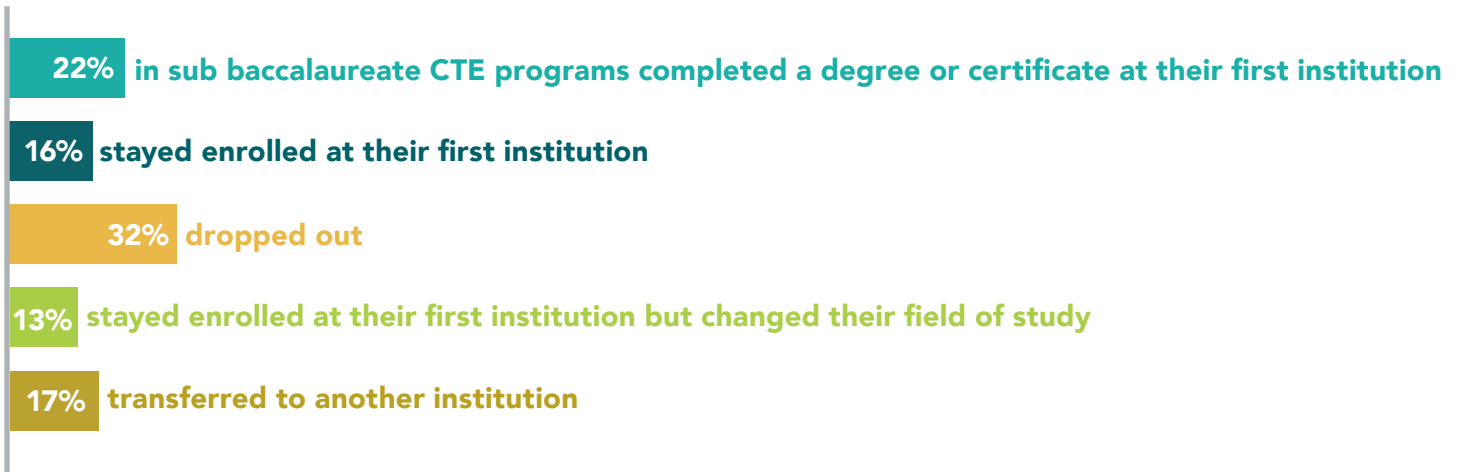 22% in sub baccalaureate CTE programs completed a degree or certificate at their first institution
16% stayed enrolled at their first institution
32% dropped out
13% stayed enrolled at their first institution but changed their field of study
17% transferred to another institution